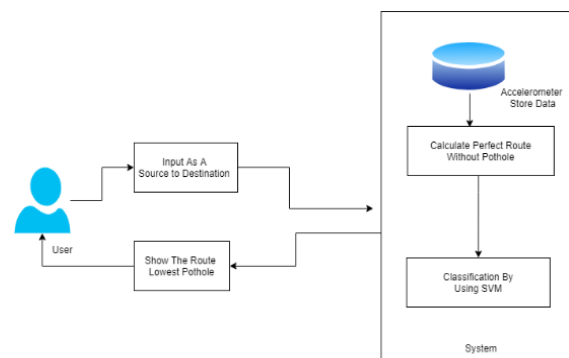 Accelerometer
Store Data
Calculate Perfect Route
Without Pothole
Input As A
Source to Destination
User
Show The Route
Lowest Pothole
Classification By
Using SVM
System